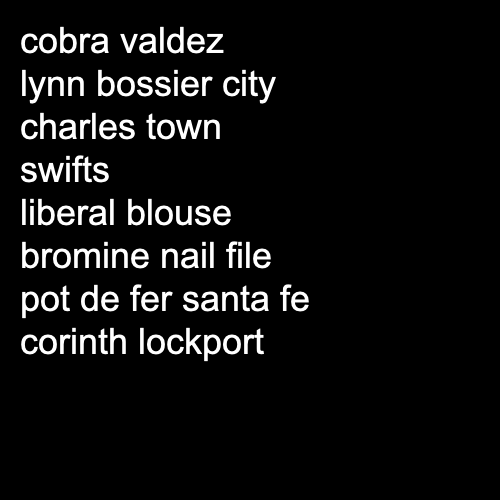 cobra valdez
lynn bossier city
charles town
swifts
liberal blouse
bromine nail file
pot de fer santa fe
corinth lockport